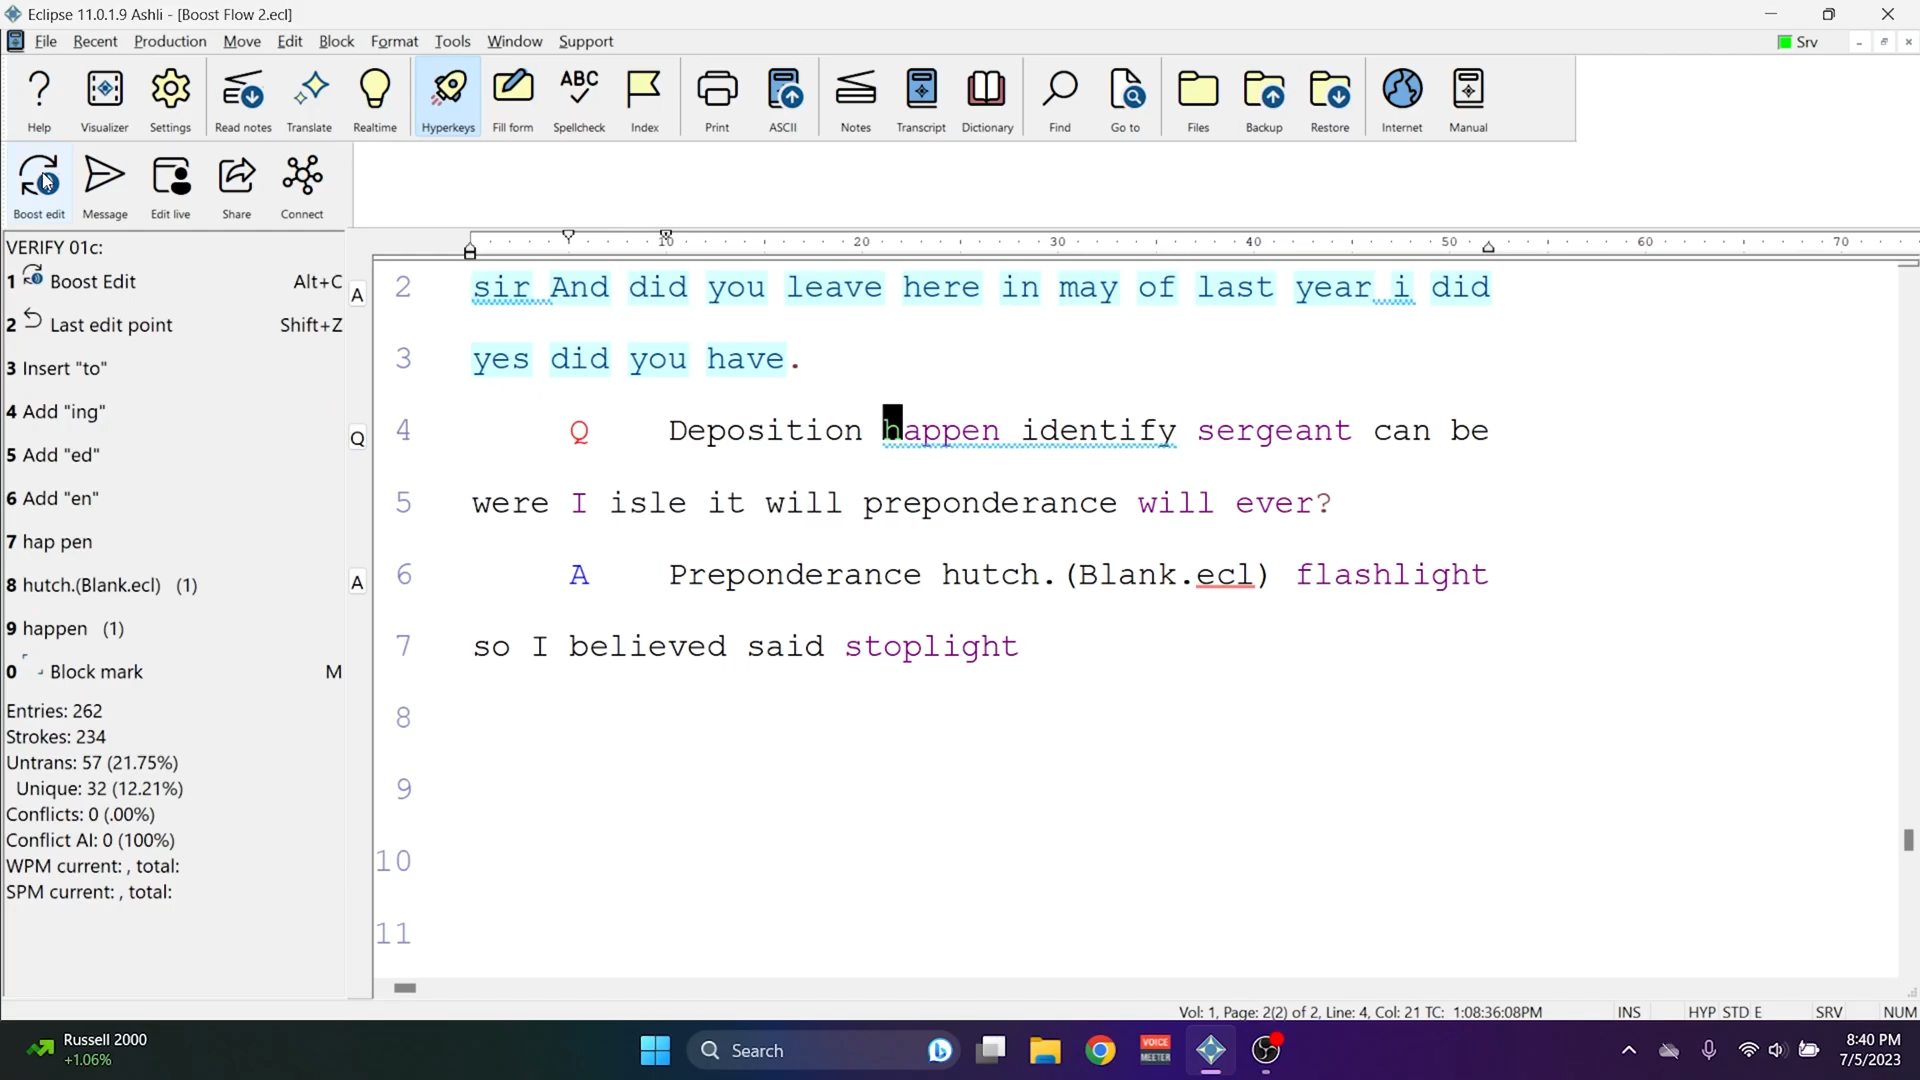 Eclipse 11.0.1.9 Ashli - [Boost Flow 2.ecl]
File Recent Production Move Edit Block Format Tools Window Support
Srv
? ABC
Help Visualizer Settings Read notes Translate Realtime Hyperkeys Fill form Spellcheck Index Print ASCII Notes Transcript Dictionary Find Go to Files Backup Restore Internet Manual
Boost edit Message Edit live Share Connect
VERIFY 01c:
1 Boost Edit Alt+C
2 Last edit point Shift+Z
3 Insert "to"
4 Add "ing"
5 Add "ed"
6 Add "en"
7 hap pen
8 hutch.(Blank.ecl) (1)
9 happen (1)
0 Block mark M
Entries: 262
Strokes: 234
Untrans: 57 (21.75%)
Unique: 32 (12.21%)
Conflicts: 0 (.00%)
Conflict AI: 0 (100%)
WPM current: , total:
SPM current: , total:
10 20 30 40 50 60 70
A 2 sir And did you leave here in may of last year i did
3 yes did you have.
Q 4 Q Deposition happen identify sergeant can be
5 were I isle it will preponderance will ever?
A 6 A Preponderance hutch.(Blank.ecl) flashlight
7 so I believed said stoplight
8
9
10
11
Vol: 1, Page: 2(2) of 2, Line: 4, Col: 21 TC: 1:08:36:08PM INS HYP STD E SRV NUM
Russell 2000
+1.06%
Search
VOICE
MEETER
8:40 PM
7/5/2023